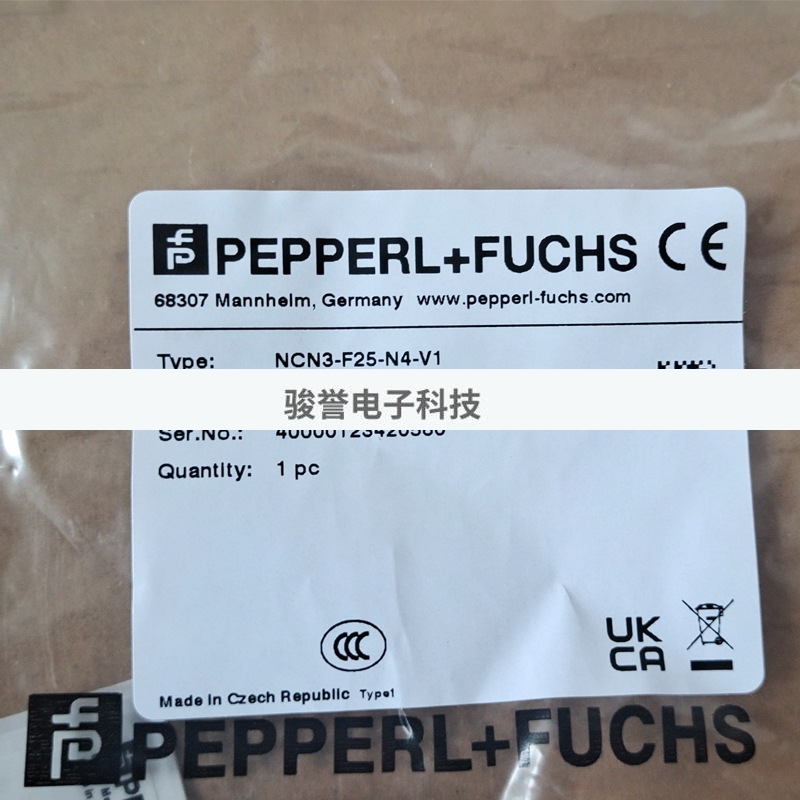 PEPPERL+FUCHS CE
68307 Mannheim, Germany www.pepperl-fuchs.com
Type: NCN3-F25-N4-V1
骏誉电子科技
Ser.No.:
Quantity: 1 pc
CCC
UK
CA
Made in Czech Republic Type1
PEPPERL+FUCHS